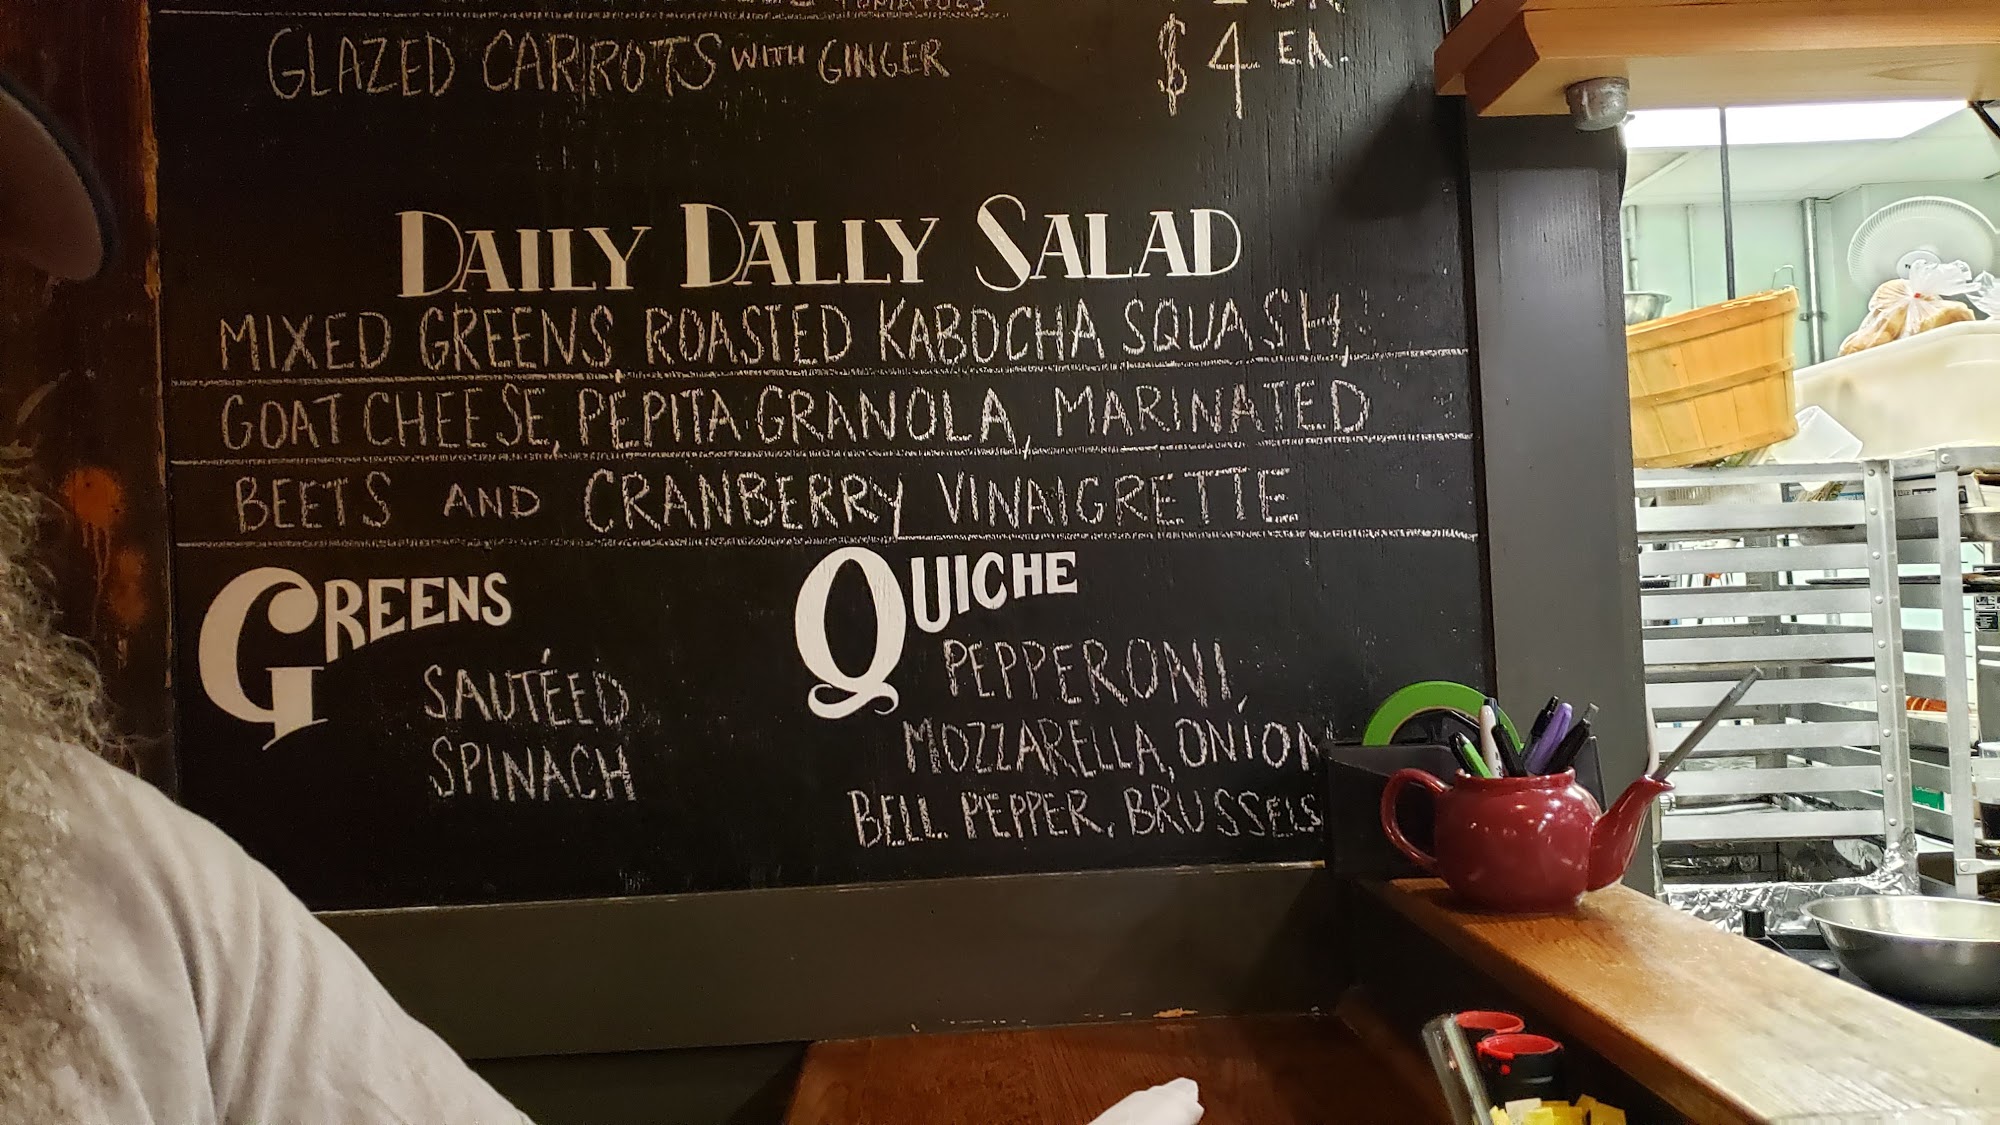 TOMATOES
GLAZED CARROTS WITH GINGER $4 EA.
DAILY DALLY SALAD
MIXED GREENS, ROASTED KABOCHA SQUASH,
GOAT CHEESE, PEPITA GRANOLA, MARINATED
BEETS AND CRANBERRY VINAIGRETTE
GREENS
SAUTÉED
SPINACH
QUICHE
PEPPERONI,
MOZZARELLA, ONION
BELL PEPPER, BRUSSELS